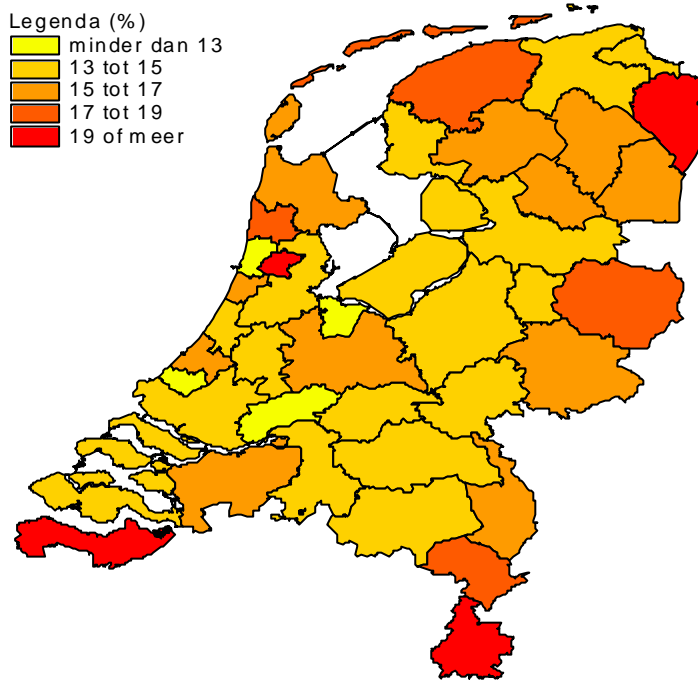 Legenda (%)
minder dan 13
13 tot 15
15 tot 17
17 tot 19
19 of meer